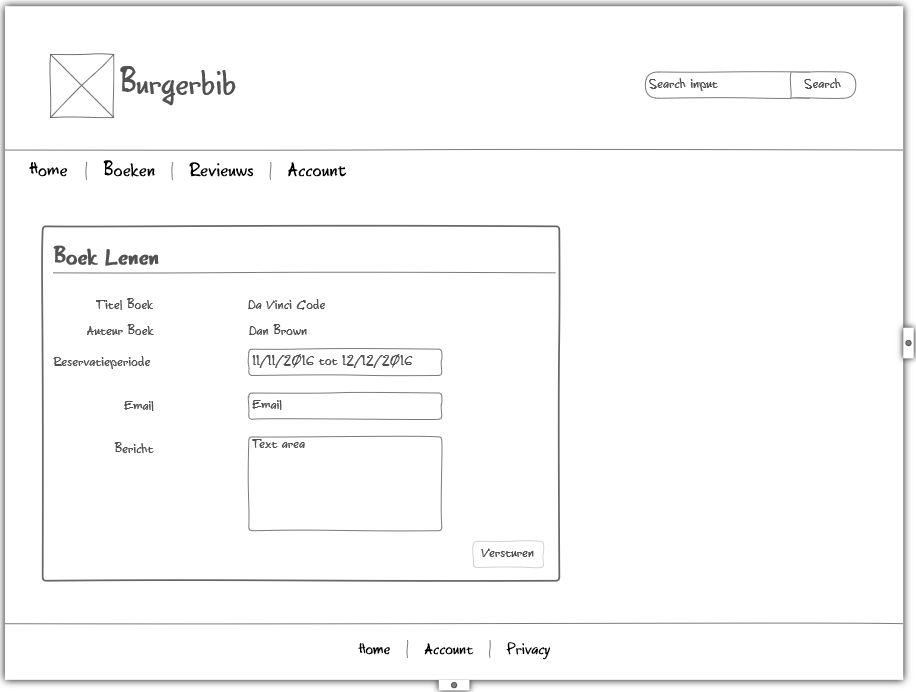 Burgerbib
Search input Search
Home | Boeken | Revieuws | Account
Boek Lenen
Titel Boek Da Vinci Code
Auteur Boek Dan Brown
Reservatieperiode 11/11/2016 tot 12/12/2016
Email Email
Bericht Text area
Versturen
Home | Account | Privacy